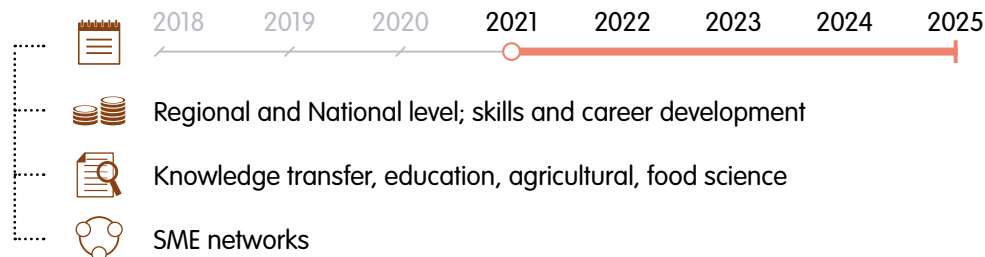 2018 2019 2020 2021 2022 2023 2024 2025
Regional and National level; skills and career development
Knowledge transfer, education, agricultural, food science
SME networks